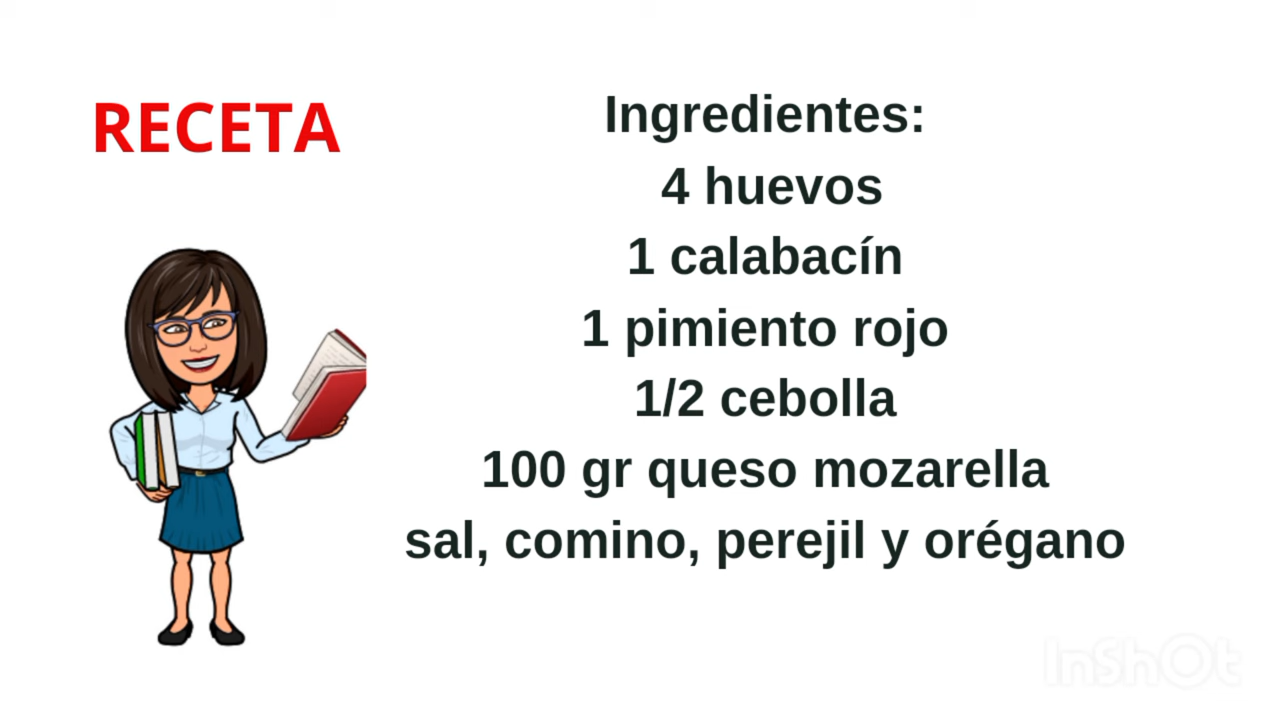 RECETA
Ingredientes:
4 huevos
1 calabacín
1 pimiento rojo
1/2 cebolla
100 gr queso mozarella
sal, comino, perejil y orégano
InShOt